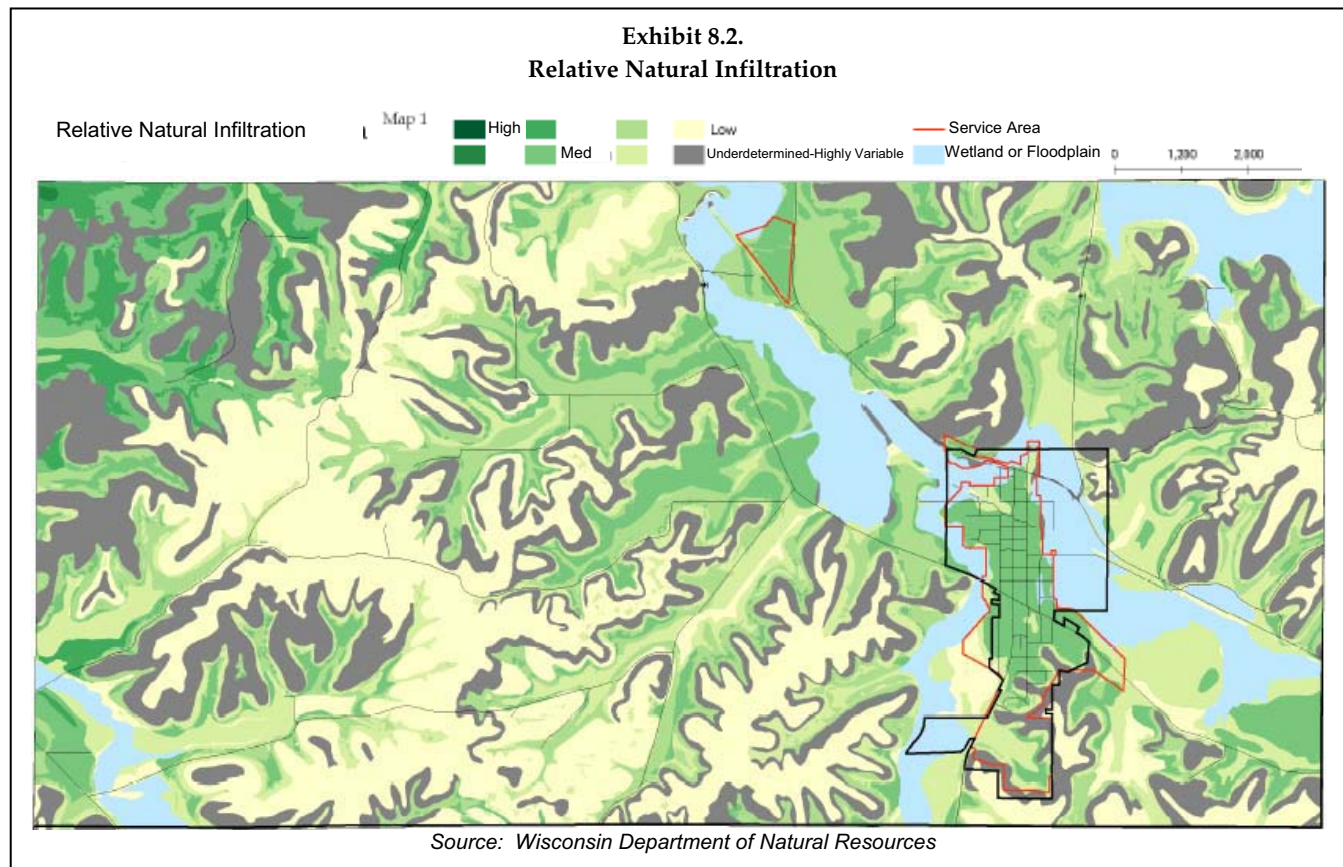 Exhibit 8.2.
Relative Natural Infiltration
Relative Natural Infiltration
Map 1
High
Low
Service Area
Med
Underdetermined-Highly Variable
Wetland or Floodplain
0 2,000
Source: Wisconsin Department of Natural Resources